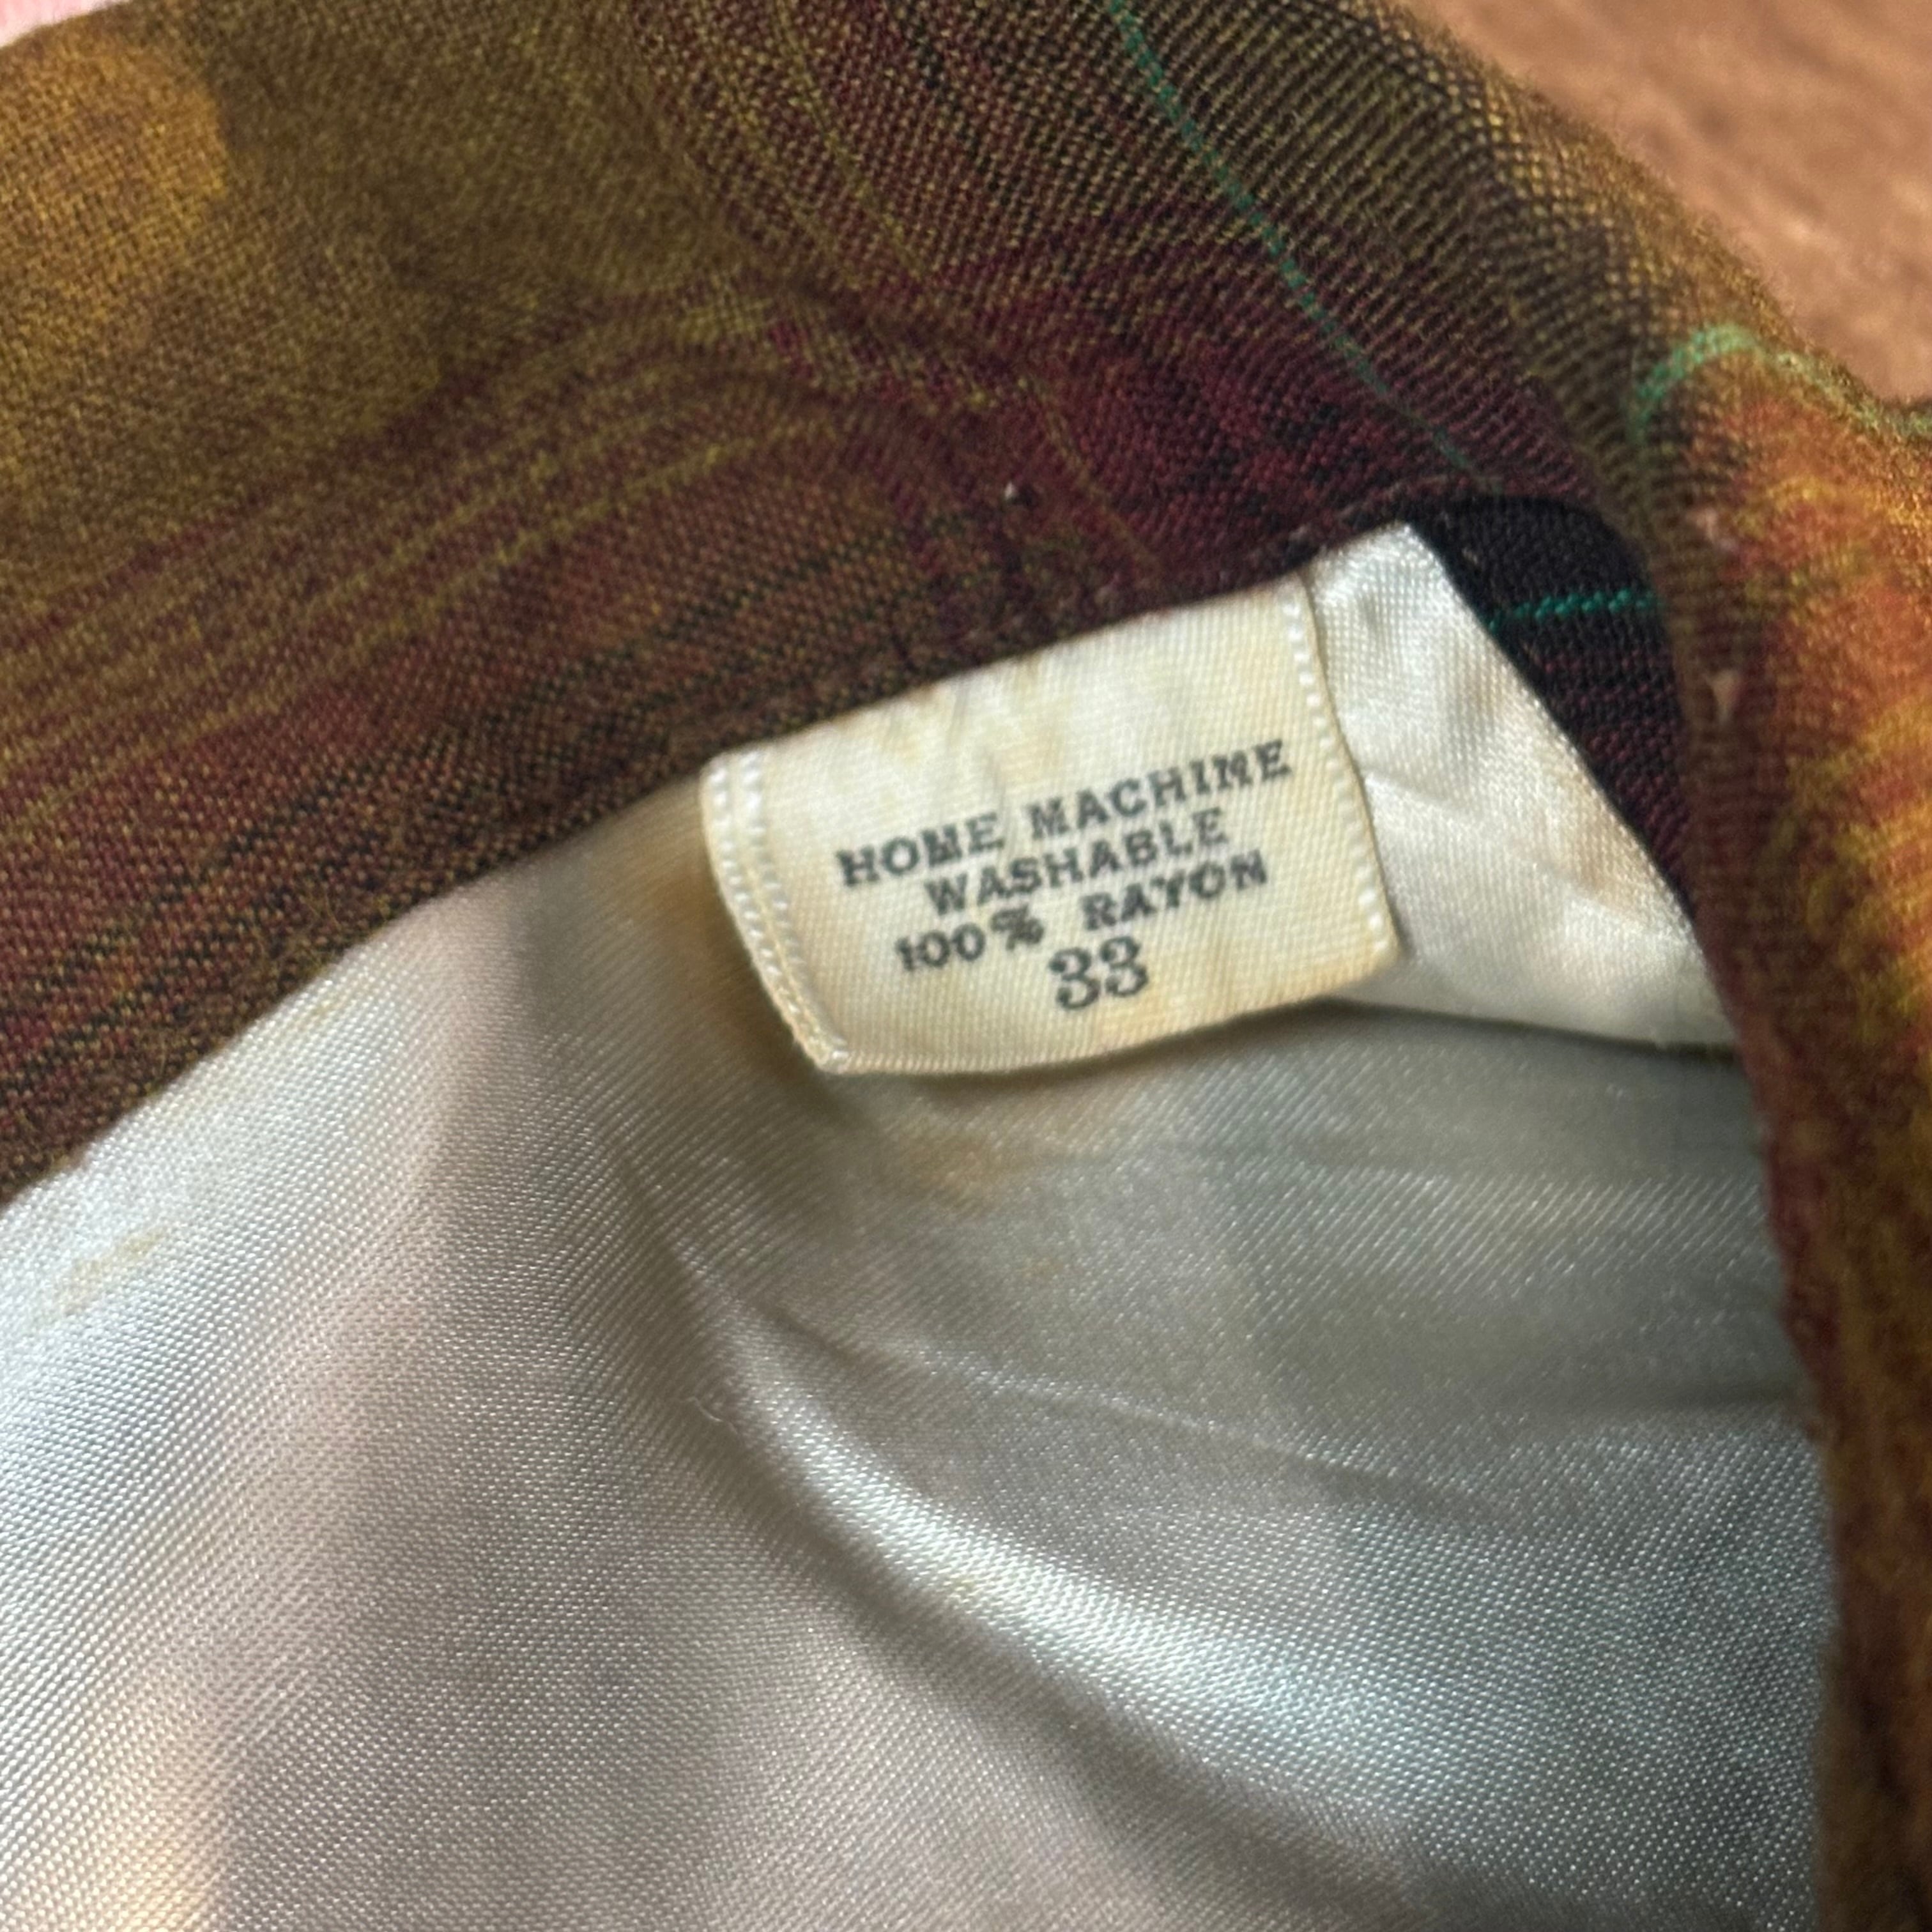 HOME MACHINE
WASHABLE
100% RAYON
33